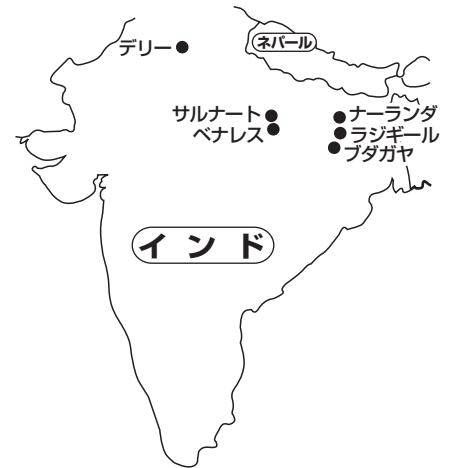 デリー
ネパール
サルナート
ベナレス
ナーランダ
ラジギール
ブダガヤ
インド